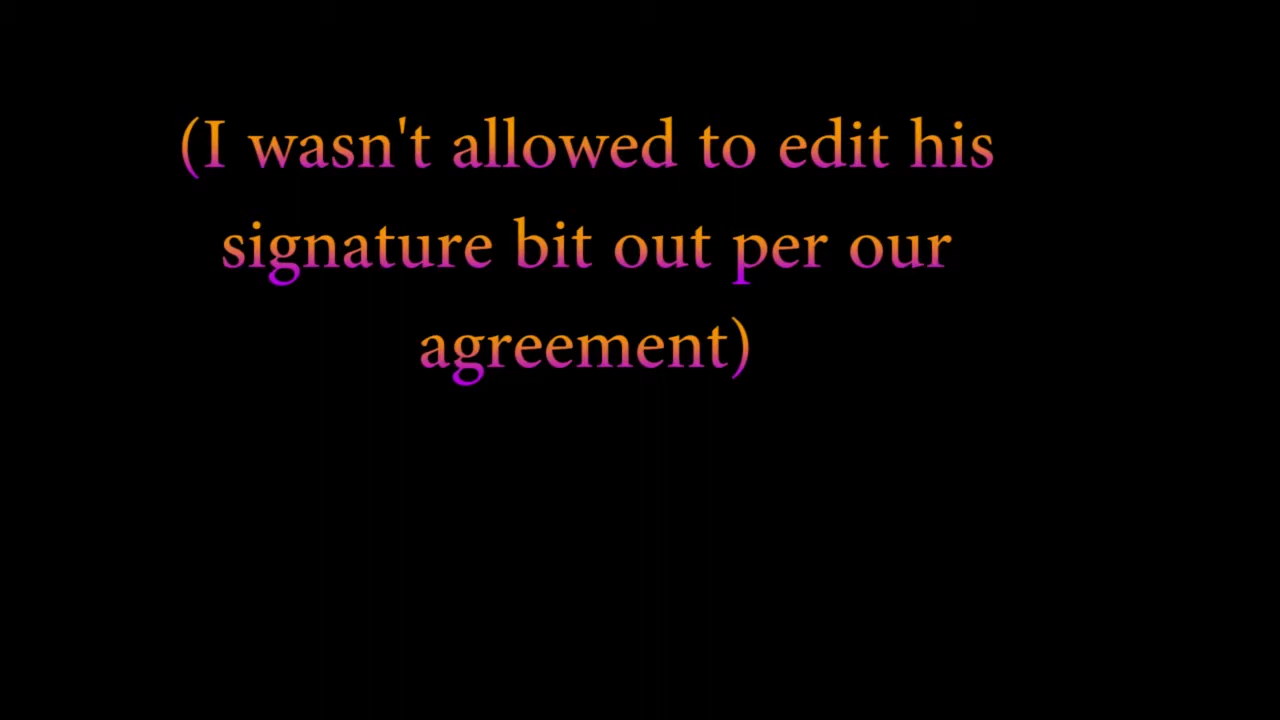 (I wasn't allowed to edit his
signature bit out per our
agreement)